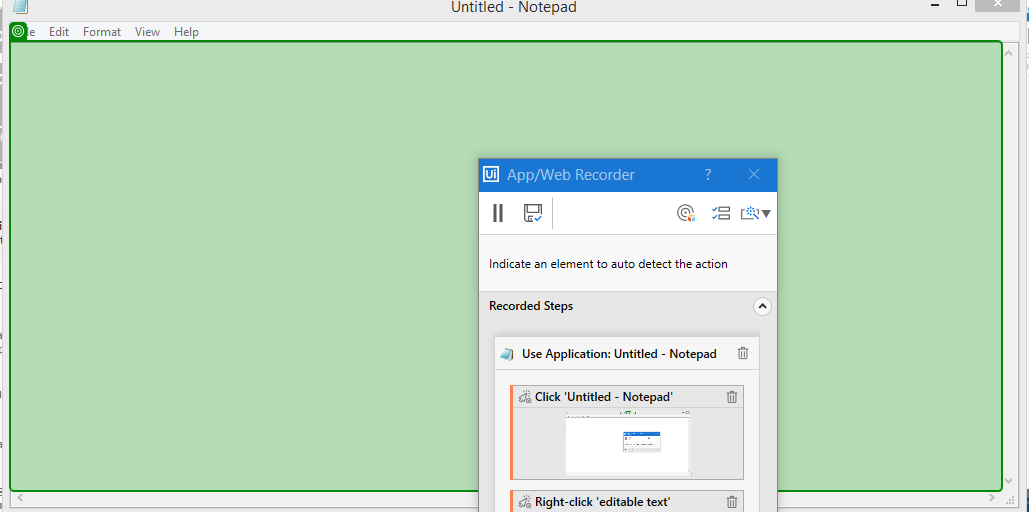 Untitled - Notepad
Edit Format View Help
Ui App/Web Recorder ?
Indicate an element to auto detect the action
Recorded Steps
Use Application: Untitled - Notepad
Click 'Untitled - Notepad'
Right-click 'editable text'